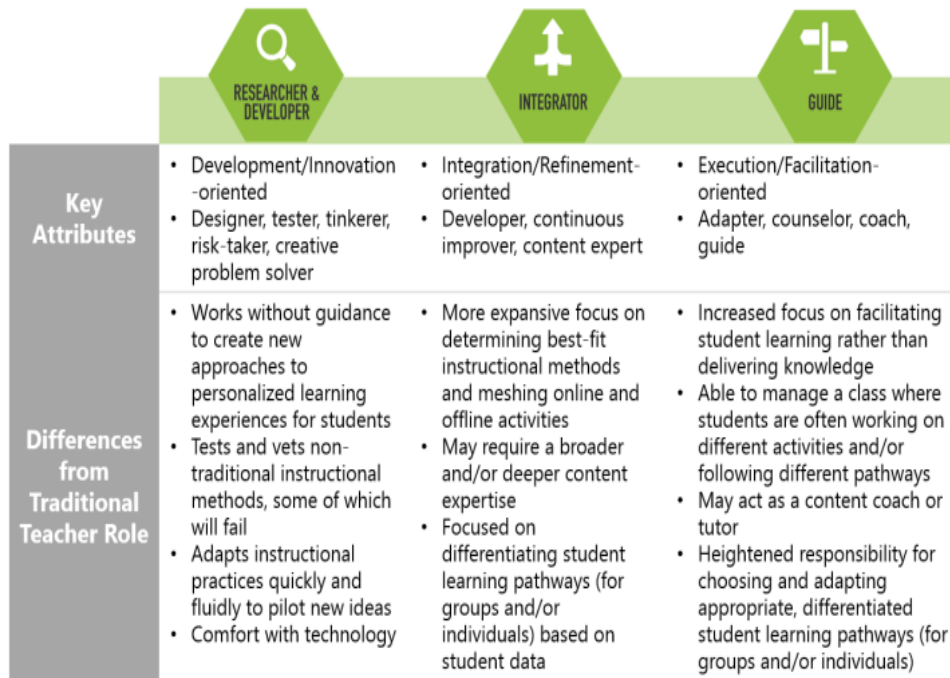 RESEARCHER &
DEVELOPER
INTEGRATOR
GUIDE
Key
Attributes
• Development/Innovation
-oriented
• Designer, tester, tinkerer,
risk-taker, creative
problem solver
• Integration/Refinement-
oriented
• Developer, continuous
improver, content expert
• Execution/Facilitation-
oriented
• Adapter, counselor, coach,
guide
Differences
from
Traditional
Teacher Role
• Works without guidance
to create new
approaches to
personalized learning
experiences for students
• Tests and vets non-
traditional instructional
methods, some of which
will fail
• Adapts instructional
practices quickly and
fluidly to pilot new ideas
• Comfort with technology
• More expansive focus on
determining best-fit
instructional methods
and meshing online and
offline activities
• May require a broader
and/or deeper content
expertise
• Focused on
differentiating student
learning pathways (for
groups and/or
individuals) based on
student data
• Increased focus on facilitating
student learning rather than
delivering knowledge
• Able to manage a class where
students are often working on
different activities and/or
following different pathways
• May act as a content coach or
tutor
• Heightened responsibility for
choosing and adapting
appropriate, differentiated
student learning pathways (for
groups and/or individuals)